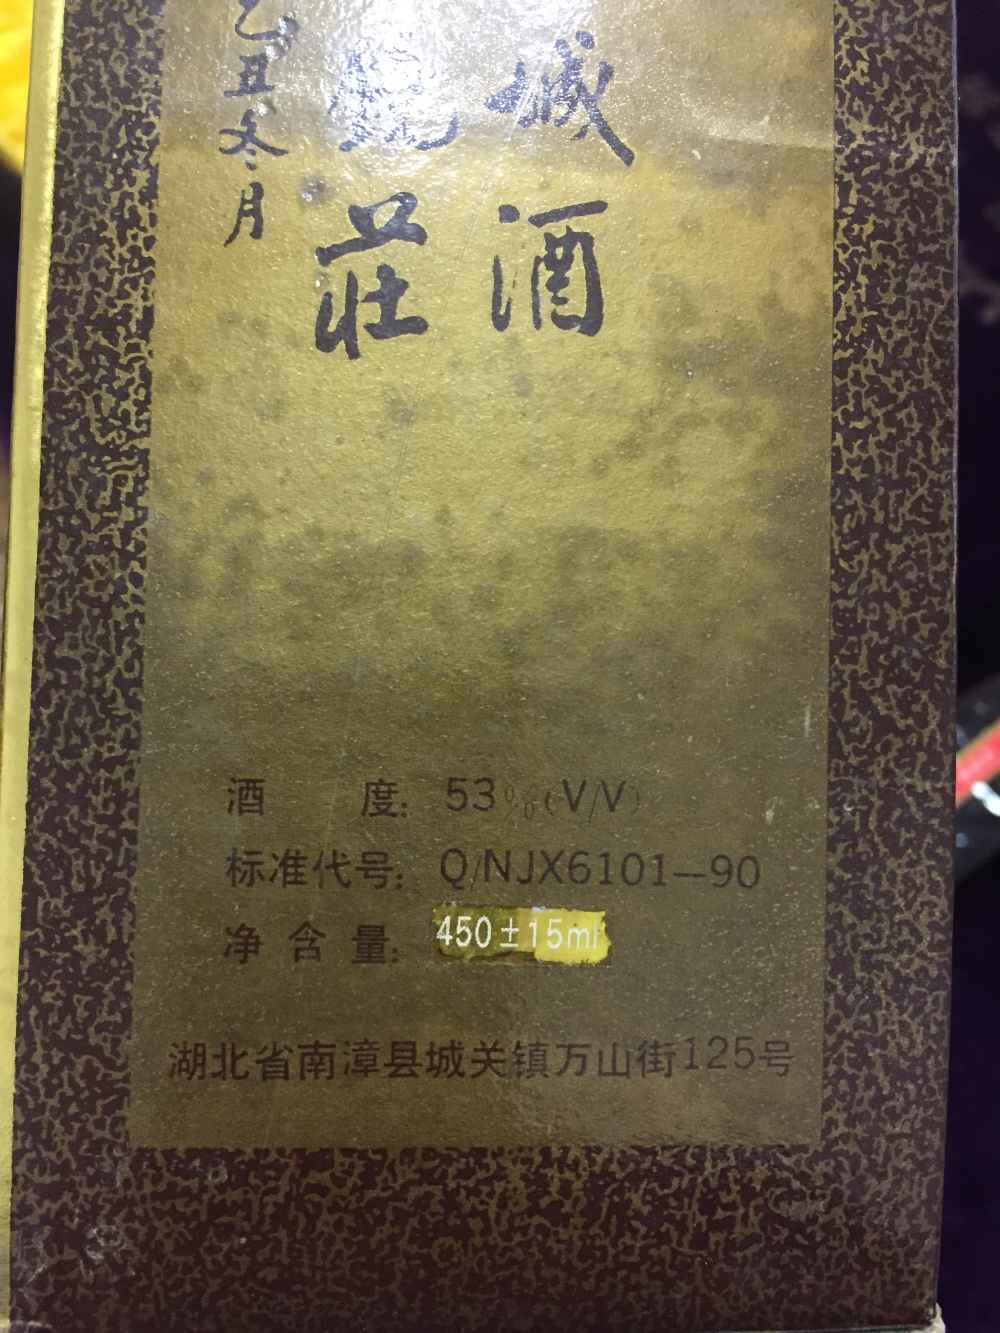 乙丑冬月
城
酒
莊
酒 度: 53%(V/V)
标准代号: Q/NJX6101—90
净含量: 450±15ml
湖北省南漳县城关镇万山街125号